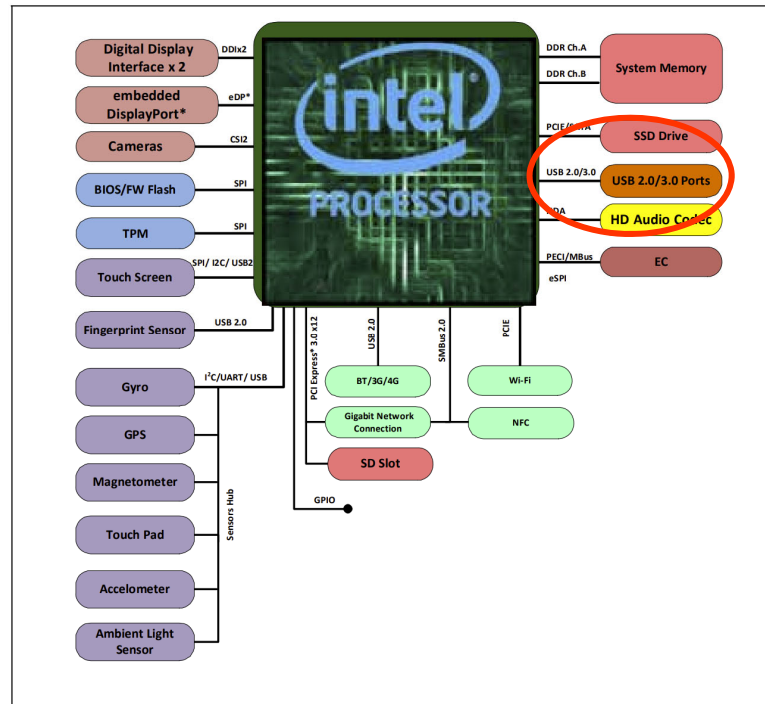 Digital Display
Interface x 2
DDIx2
embedded
DisplayPort*
eDP*
Cameras
CSI2
BIOS/FW Flash
SPI
TPM
SPI
Touch Screen
SPI/ I2C/ USB2
Fingerprint Sensor
USB 2.0
Gyro
I²C/UART/ USB
GPS
Magnetometer
Touch Pad
Accelometer
Ambient Light
Sensor
Sensors Hub
intel®
PROCESSOR
DDR Ch.A
DDR Ch.B
System Memory
PCIE/SATA
SSD Drive
USB 2.0/3.0
USB 2.0/3.0 Ports
HDA
HD Audio Codec
PECI/MBus
eSPI
EC
PCI Express* 3.0 x12
USB 2.0
SMBus 2.0
PCIE
BT/3G/4G
Wi-Fi
Gigabit Network
Connection
NFC
SD Slot
GPIO